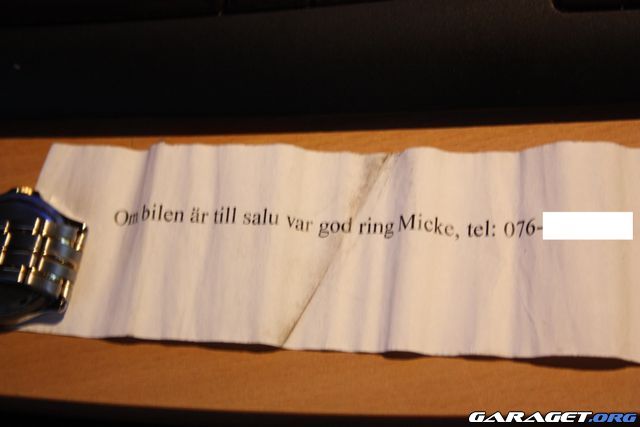 Om bilen är till salu var god ring Micke, tel: 076-
GARAGET.ORG